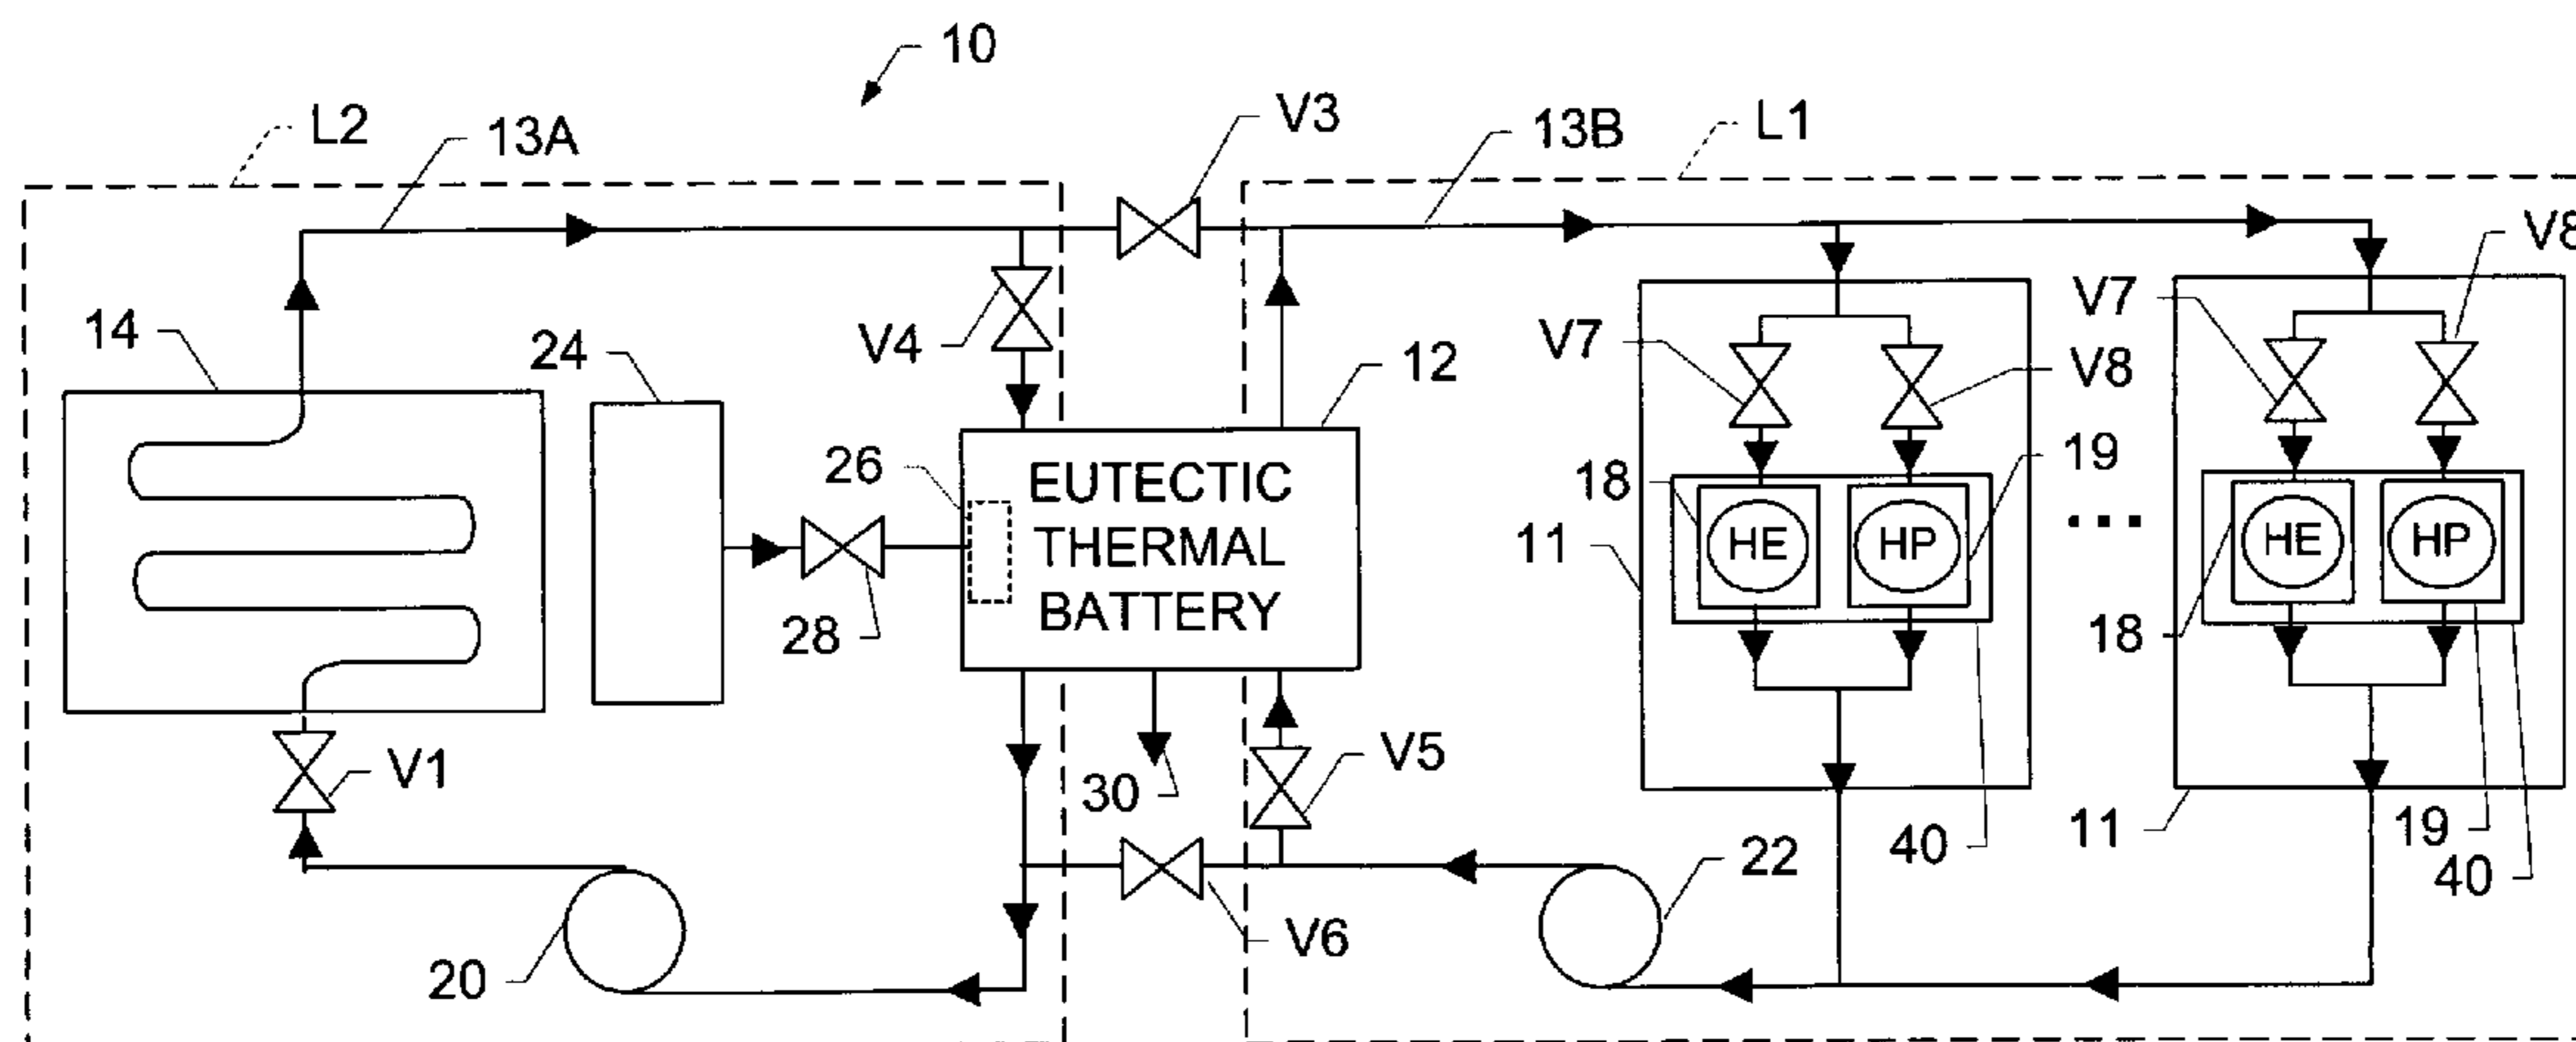 10
L2
13A
V3
13B
L1
V8
14
24
V4
12
V7
V8
V7
26
EUTECTIC
THERMAL
BATTERY
18
19
HE
HP
11
...
HE
HP
18
28
V1
30
V5
V6
20
22
40
11
19
40